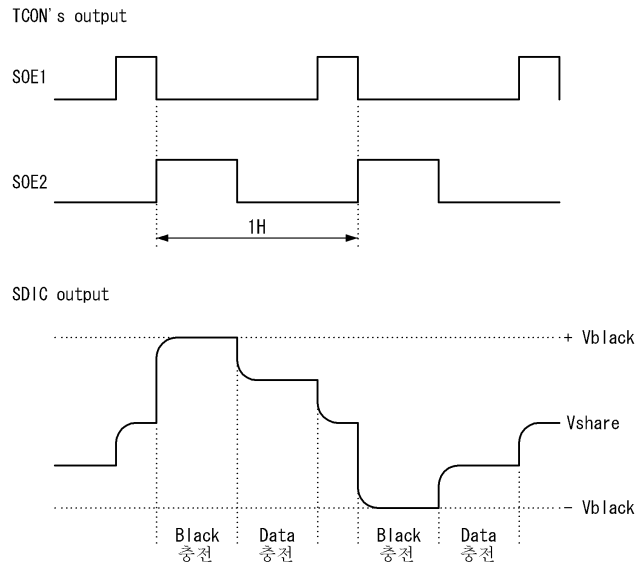 TCON's output
SOE1
SOE2
1H
SDIC output
+ Vblack
Vshare
- Vblack
Black Data Black Data
충전 충전 충전 충전